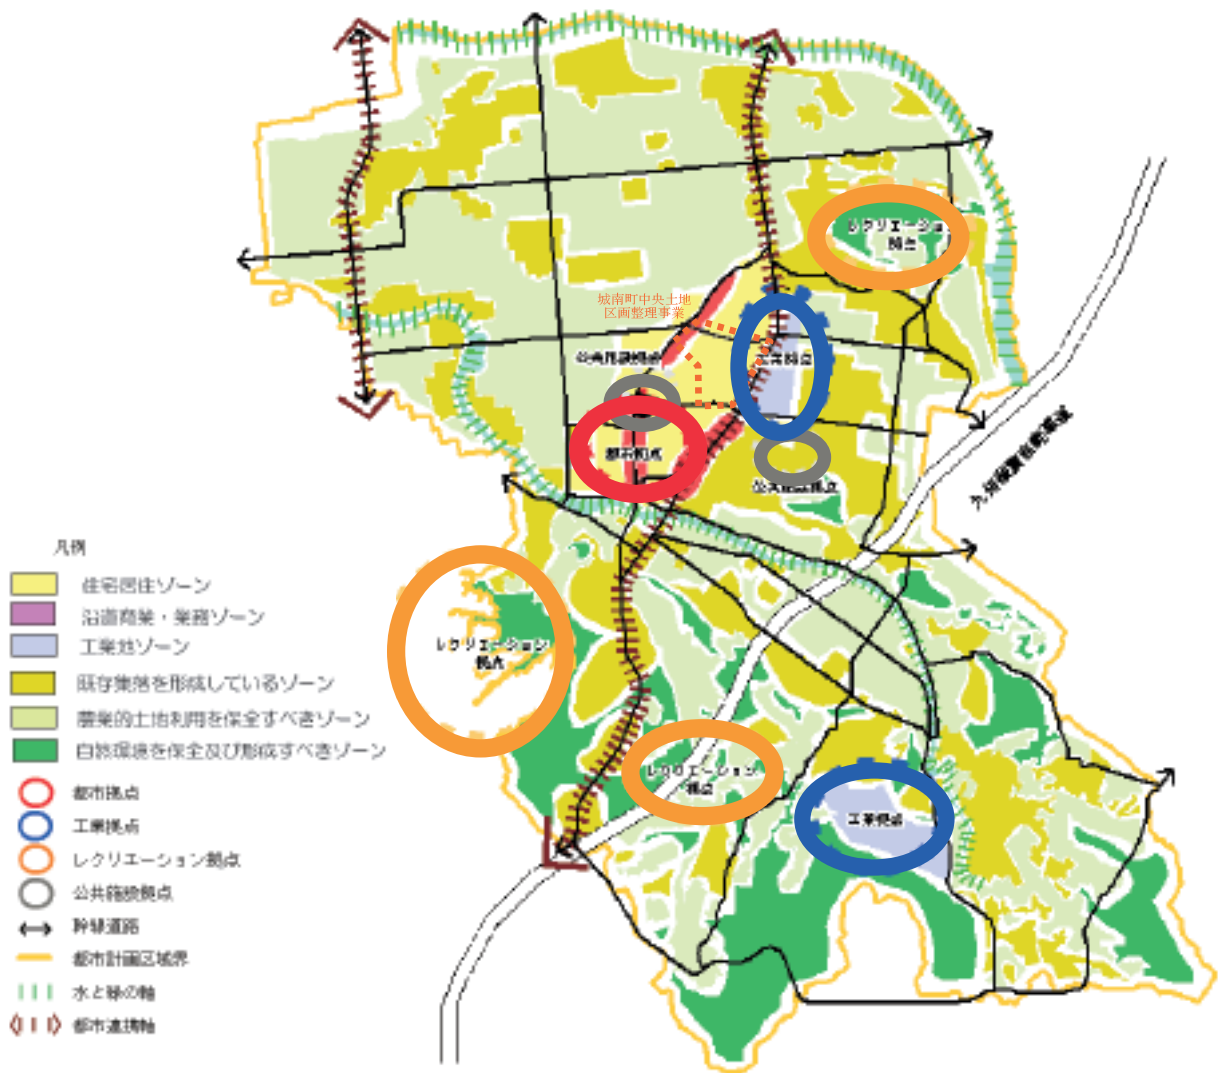 レクリエーショ
拠点
城南町中央土地
区画整理事業
公共施設拠点
工業拠点
都市拠点
公共施設拠点
九州縦貫自動車道
凡例
住宅居住ゾーン
沿道商業・業務ゾーン
工業地ゾーン
既存集落を形成しているゾーン
農業的土地利用を保全すべきゾーン
自然環境を保全及び形成すべきゾーン
レクリエーション
拠点
レクリエーション
拠点
工業拠点
都市拠点
工業拠点
レクリエーション拠点
公共施設拠点
幹線道路
都市計画区域界
水と緑の軸
都市連携軸